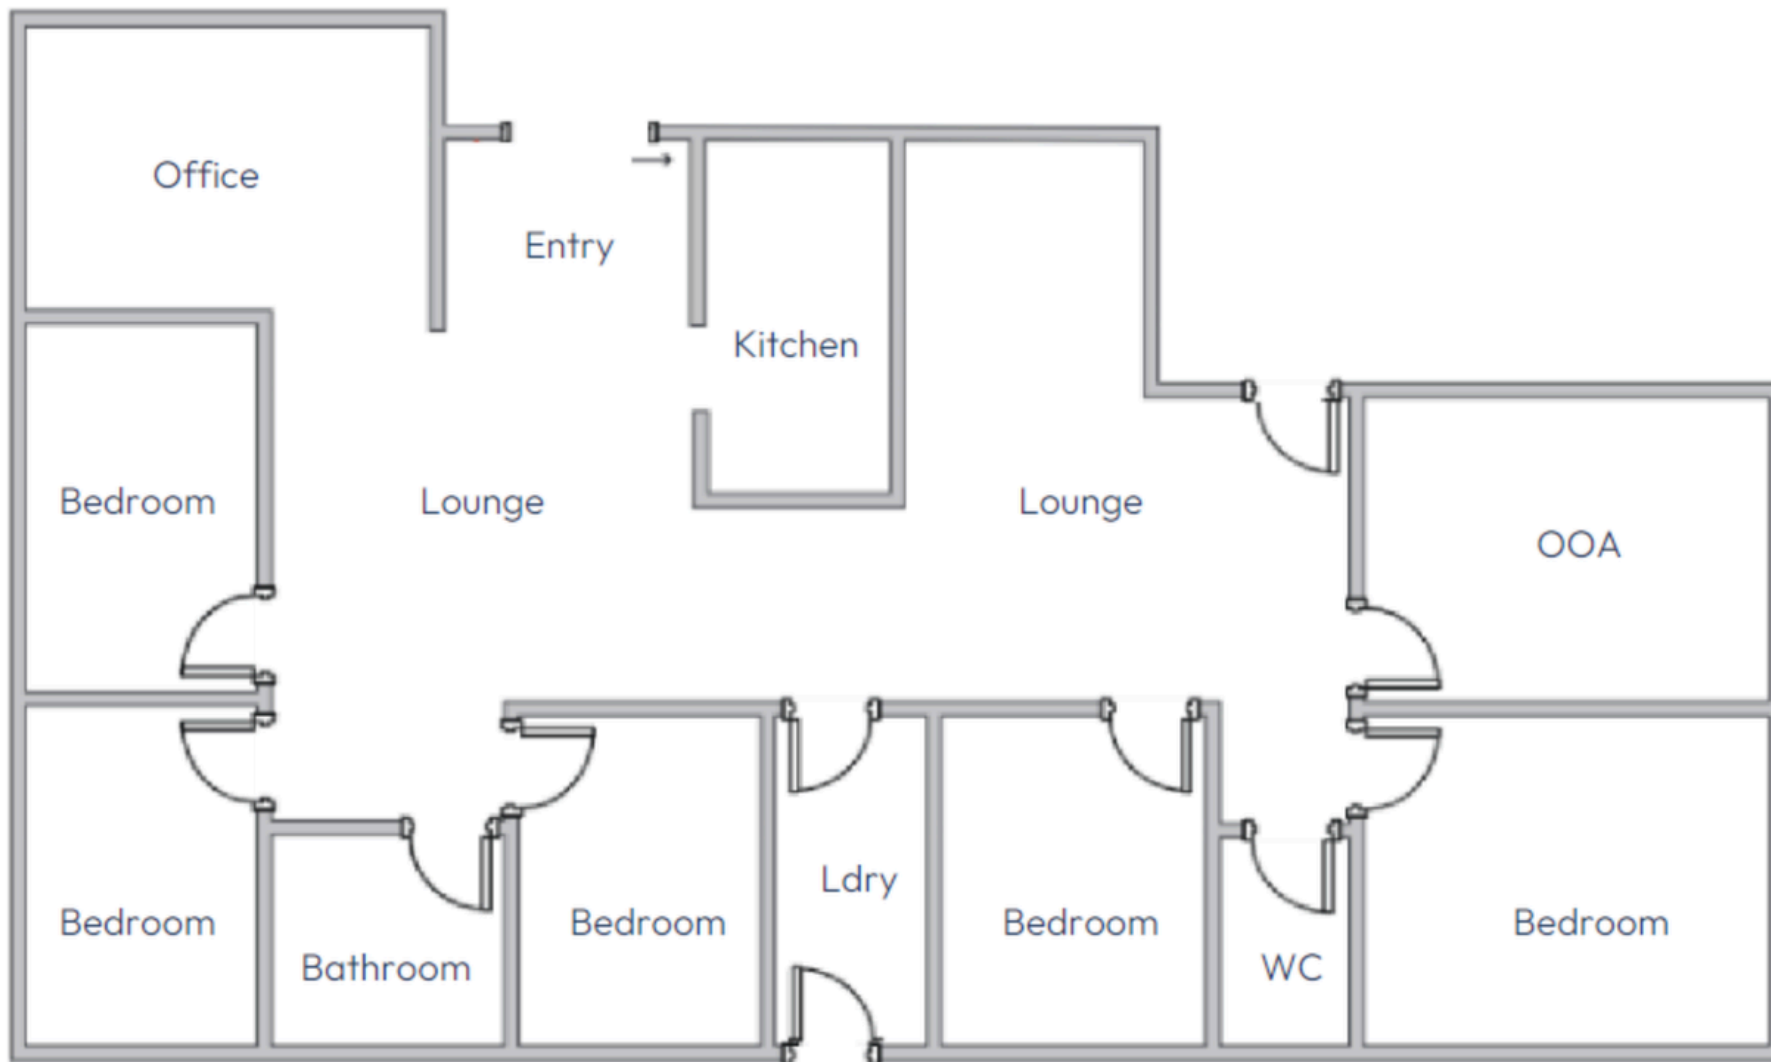 Office
Entry
Kitchen
Bedroom
Lounge
Lounge
OOA
Ldry
Bedroom
Bedroom
Bedroom
Bedroom
Bathroom
WC